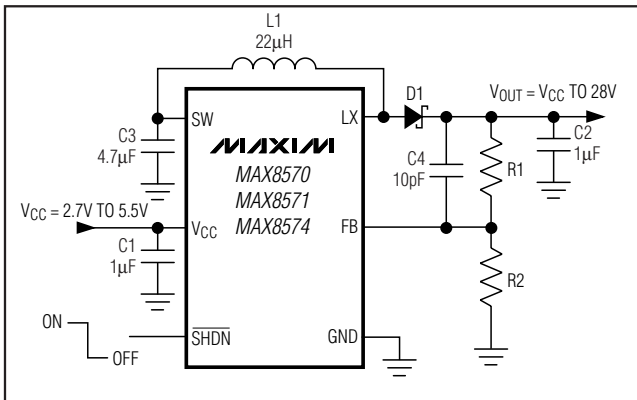 L1
22µH
SW
LX
D1
VOUT = VCC TO 28V
C3
4.7µF
MAXIM
MAX8570
MAX8571
MAX8574
C4
10pF
R1
C2
1µF
VCC = 2.7V TO 5.5V
VCC
FB
C1
1µF
R2
ON
OFF
SHDN
GND